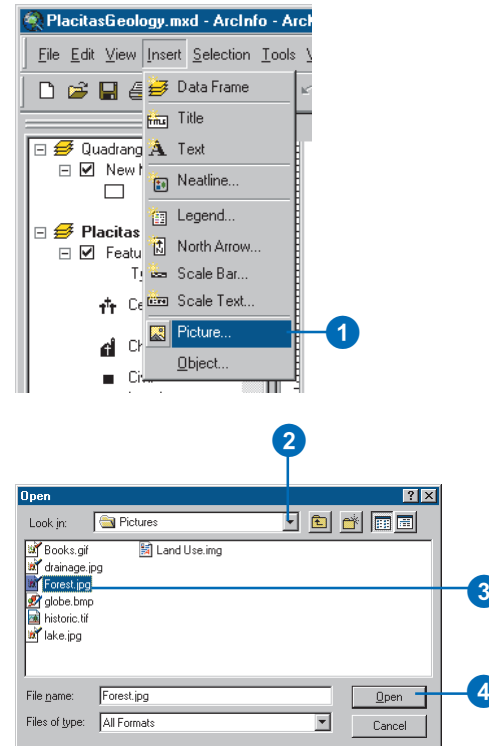 PlacitasGeology.mxd - ArcInfo - Arc
File Edit View Insert Selection Tools
Data Frame
Title
Text
Neatline...
Legend...
North Arrow...
Scale Bar...
Scale Text...
Picture...
Object...
Quadrang
New
Placitas
Featu
1
2
Open
Look in: Pictures
Books.gif Land Use.img
drainage.jpg
Forest.jpg
globe.bmp
historic.tif
lake.jpg
3
File name: Forest.jpg Open
4
Files of type: All Formats Cancel